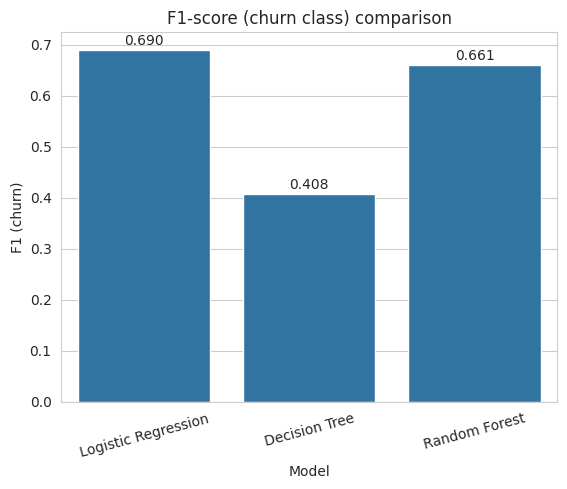 F1-score (churn class) comparison
0.7
0.6
0.5
0.4
0.3
0.2
0.1
0.0
F1 (churn)
0.690
0.408
0.661
Logistic Regression
Decision Tree
Random Forest
Model